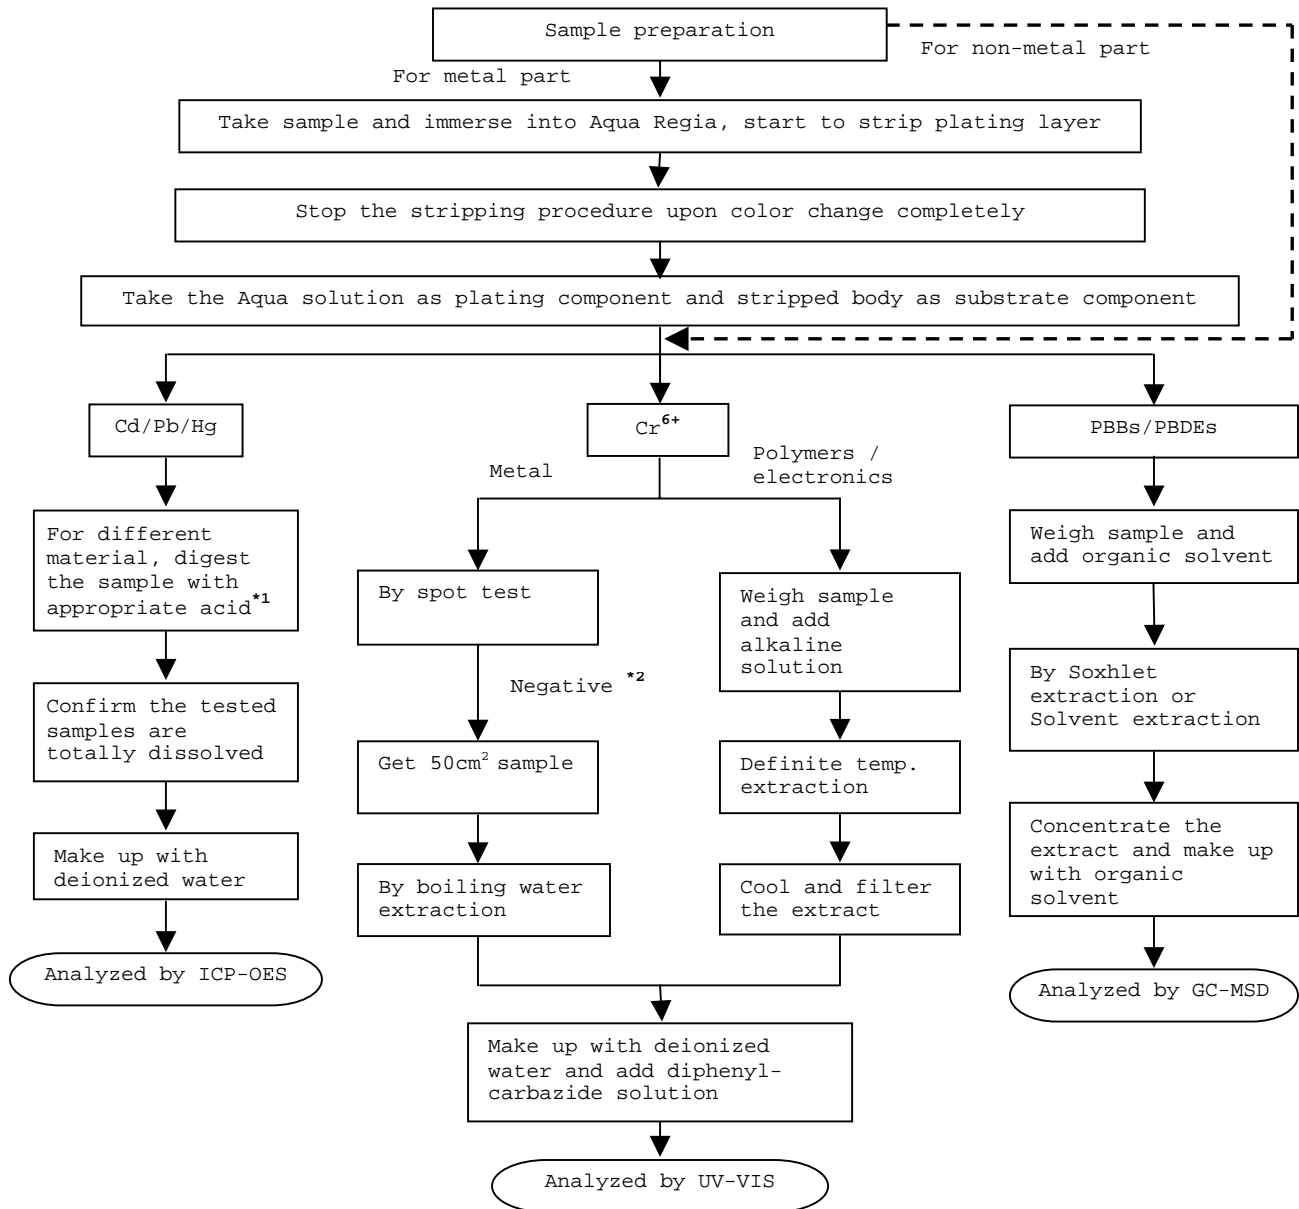 Sample preparation
For non-metal part
For metal part
Take sample and immerse into Aqua Regia, start to strip plating layer
Stop the stripping procedure upon color change completely
Take the Aqua solution as plating component and stripped body as substrate component
Cd/Pb/Hg
Cr6+
PBBs/PBDEs
Metal
Polymers /
electronics
For different
material, digest
the sample with
appropriate acid*1
Confirm the tested
samples are
totally dissolved
Make up with
deionized water
Analyzed by ICP-OES
By spot test
Negative *2
Get 50cm2 sample
By boiling water
extraction
Weigh sample
and add
alkaline
solution
Definite temp.
extraction
Cool and filter
the extract
Make up with deionized
water and add diphenyl-
carbazide solution
Analyzed by UV-VIS
Weigh sample and
add organic solvent
By Soxhlet
extraction or
Solvent extraction
Concentrate the
extract and make up
with organic
solvent
Analyzed by GC-MSD